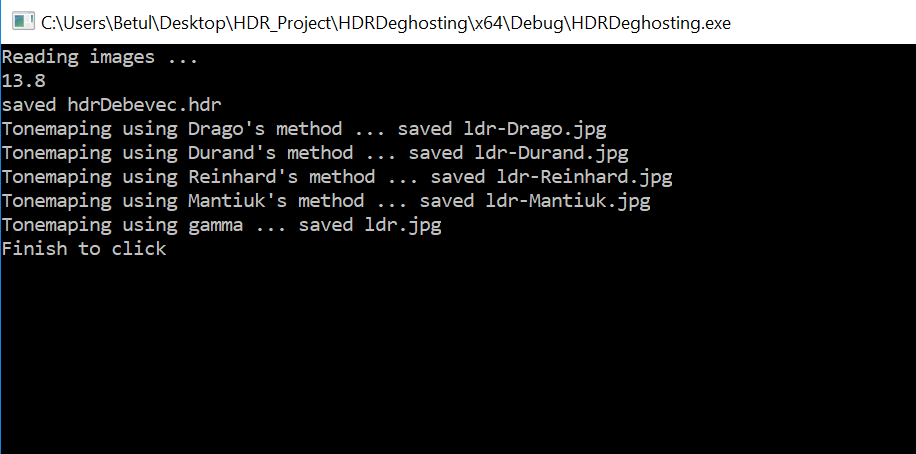 C:\Users\Betul\Desktop\HDR_Project\HDRDeghosting\x64\Debug\HDRDeghosting.exe
Reading images ...
13.8
saved hdrDebevec.hdr
Tonemaping using Drago's method ... saved ldr-Drago.jpg
Tonemaping using Durand's method ... saved ldr-Durand.jpg
Tonemaping using Reinhard's method ... saved ldr-Reinhard.jpg
Tonemaping using Mantiuk's method ... saved ldr-Mantiuk.jpg
Tonemaping using gamma ... saved ldr.jpg
Finish to click